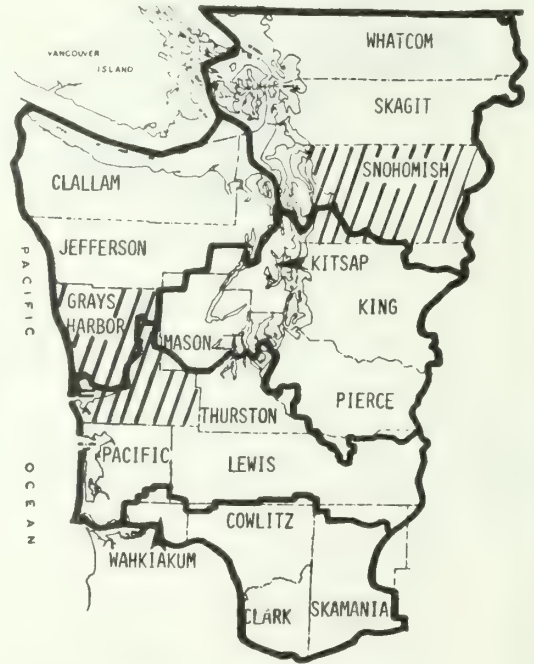 WHATCOM
VANCOUVER
ISLAND
SKAGIT
SNOHOMISH
CLALLAM
JEFFERSON
PACIFIC
KITSAP
GRAYS
HARBOR
KING
MASON
PIERCE
THURSTON
PACIFIC
LEWIS
OCEAN
COWLITZ
WAHKIAKUM
CLARK
SKAMANIA